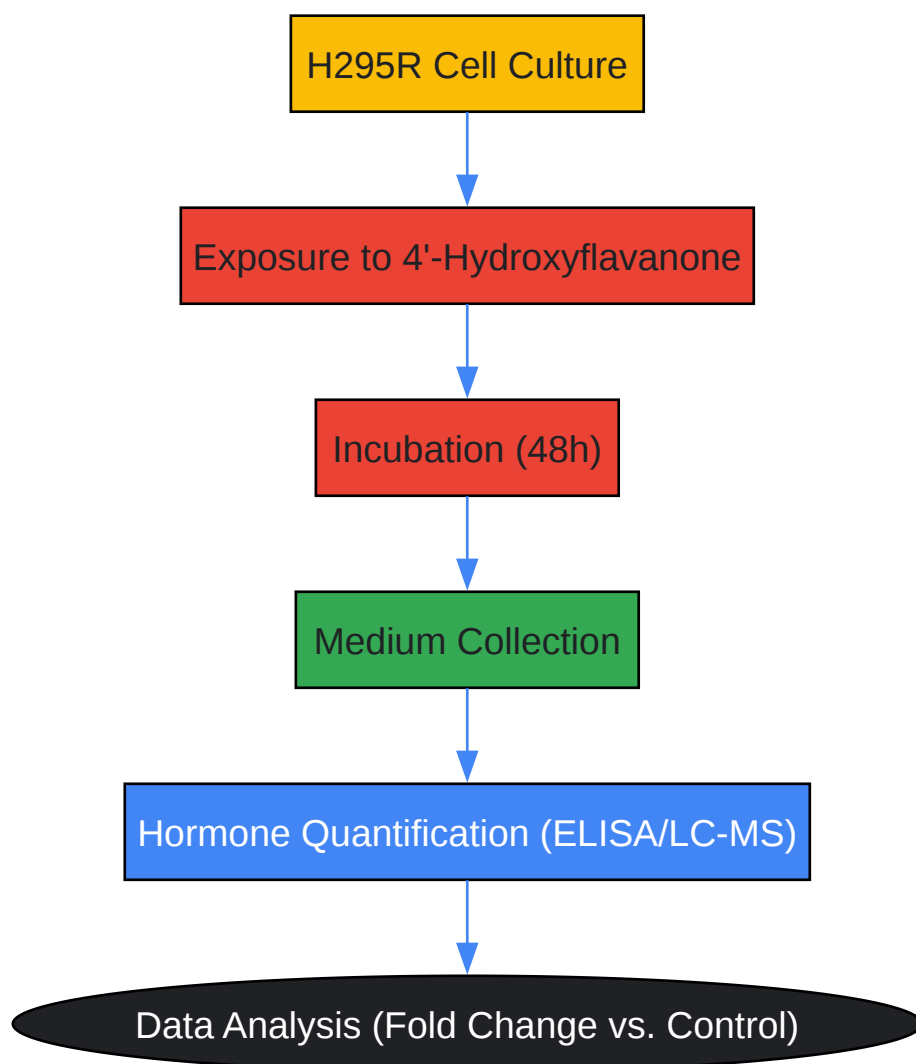 H295R Cell Culture
Exposure to 4'-Hydroxyflavanone
Incubation (48h)
Medium Collection
Hormone Quantification (ELISA/LC-MS)
Data Analysis (Fold Change vs. Control)